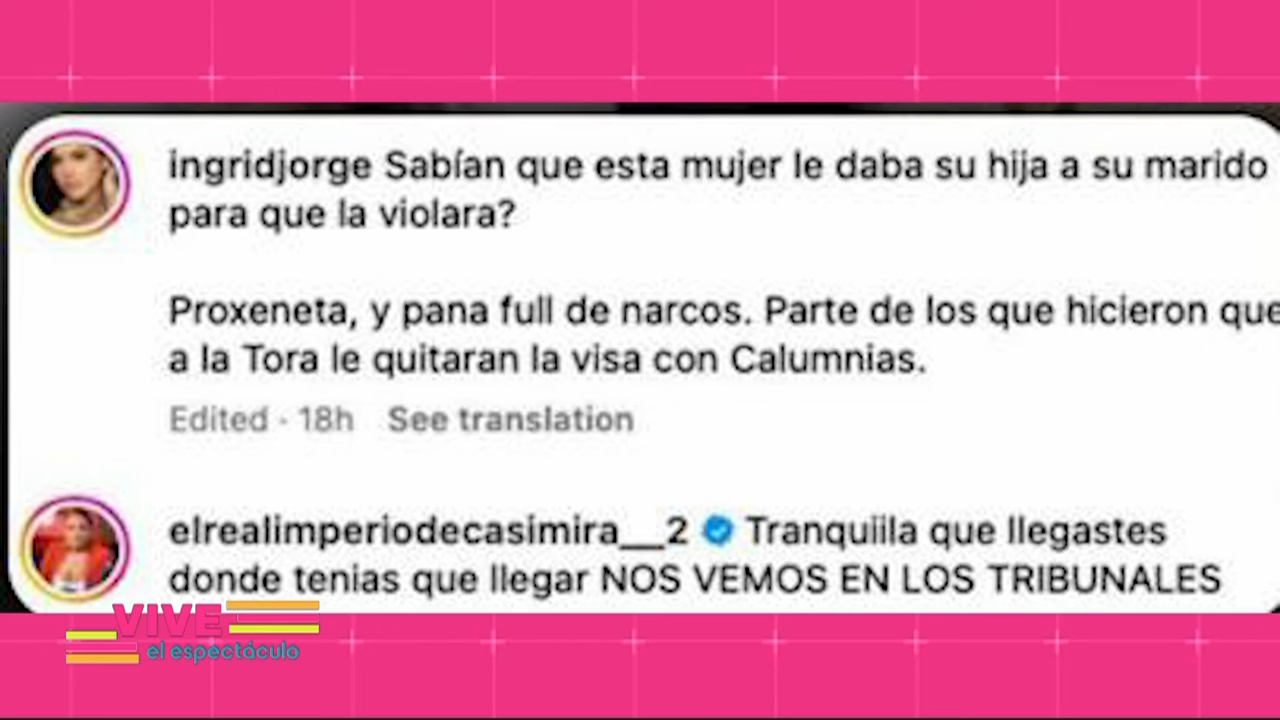 ingridjorge Sabían que esta mujer le daba su hija a su marido
para que la violara?
Proxeneta, y pana full de narcos. Parte de los que hicieron que
a la Tora le quitaran la visa con Calumnias.
Edited · 18h See translation
elrealimperiodecasimira__2 Tranquiila que llegastes
donde tenias que llegar NOS VEMOS EN LOS TRIBUNALES
VIVE
el espectáculo